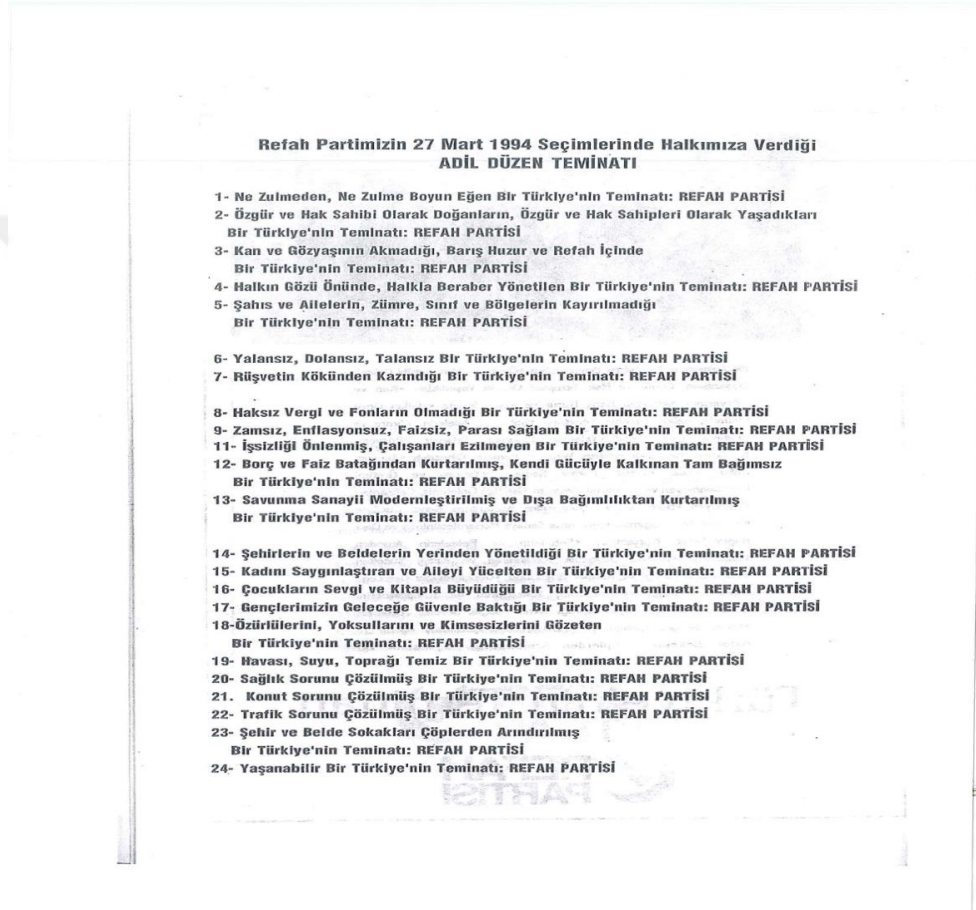 Refah Partimizin 27 Mart 1994 Seçimlerinde Halkımıza Verdiği
ADİL DÜZEN TEMİNATI
1- Ne Zulmeden, Ne Zulme Boyun Eğen Bir Türkiye'nin Teminatı: REFAH PARTİSİ
2- Özgür ve Hak Sahibi Olarak Doğanların, Özgür ve Hak Sahipleri Olarak Yaşadıkları
Bir Türkiye'nin Teminatı: REFAH PARTİSİ
3- Kan ve Gözyaşının Akmadığı, Barış Huzur ve Refah İçinde
Bir Türkiye'nin Teminatı: REFAH PARTİSİ
4- Halkın Gözü Önünde, Halkla Beraber Yönetilen Bir Türkiye'nin Teminatı: REFAH PARTİSİ
5- Şahıs ve Ailelerin, Zümre, Sınıf ve Bölgelerin Kayırılmadığı
Bir Türkiye'nin Teminatı: REFAH PARTİSİ
6- Yalansız, Dolansız, Talansız Bir Türkiye'nin Teminatı: REFAH PARTİSİ
7- Rüşvetin Kökünden Kazındığı Bir Türkiye'nin Teminatı: REFAH PARTİSİ
8- Haksız Vergi ve Fonların Olmadığı Bir Türkiye'nin Teminatı: REFAH PARTİSİ
9- Zamsız, Enflasyonsuz, Faizsiz, Parası Sağlam Bir Türkiye'nin Teminatı: REFAH PARTİSİ
11- İşsizliği Önlenmiş, Çalışanları Ezilmeyen Bir Türkiye'nin Teminatı: REFAH PARTİSİ
12- Borç ve Faiz Batağından Kurtarılmış, Kendi Gücüyle Kalkınan Tam Bağımsız
Bir Türkiye'nin Teminatı: REFAH PARTİSİ
13- Savunma Sanayii Modernleştirilmiş ve Dışa Bağımlılıktan Kurtarılmış
Bir Türkiye'nin Teminatı: REFAH PARTİSİ
14- Şehirlerin ve Beldelerin Yerinden Yönetildiği Bir Türkiye'nin Teminatı: REFAH PARTİSİ
15- Kadını Saygınlaştıran ve Aileyi Yücelten Bir Türkiye'nin Teminatı: REFAH PARTİSİ
16- Çocukların Sevgi ve Kitapla Büyüdüğü Bir Türkiye'nin Teminatı: REFAH PARTİSİ
17- Gençlerimizin Geleceğe Güvenle Baktığı Bir Türkiye'nin Teminatı: REFAH PARTİSİ
18-Özürlülerini, Yoksullarını ve Kimsesizlerini Gözeten
Bir Türkiye'nin Teminatı: REFAH PARTİSİ
19- Havası, Suyu, Toprağı Temiz Bir Türkiye'nin Teminatı: REFAH PARTİSİ
20- Sağlık Sorunu Çözülmüş Bir Türkiye'nin Teminatı: REFAH PARTİSİ
21. Konut Sorunu Çözülmüş Bir Türkiye'nin Teminatı: REFAH PARTİSİ
22- Trafik Sorunu Çözülmüş Bir Türkiye'nin Teminatı: REFAH PARTİSİ
23- Şehir ve Belde Sokakları Çöplerden Arındırılmış
Bir Türkiye'nin Teminatı: REFAH PARTİSİ
24- Yaşanabilir Bir Türkiye'nin Teminatı: REFAH PARTİSİ